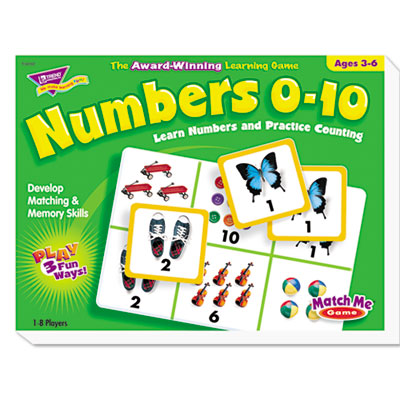 TREND
The Award-Winning Learning Game
Ages 3-6
Numbers 0-10
Learn Numbers and Practice Counting
Develop
Matching &
Memory Skills
PLAY
3 Fun
Ways!
1-8 Players
1
1
10
2
2
6
Match Me
Game